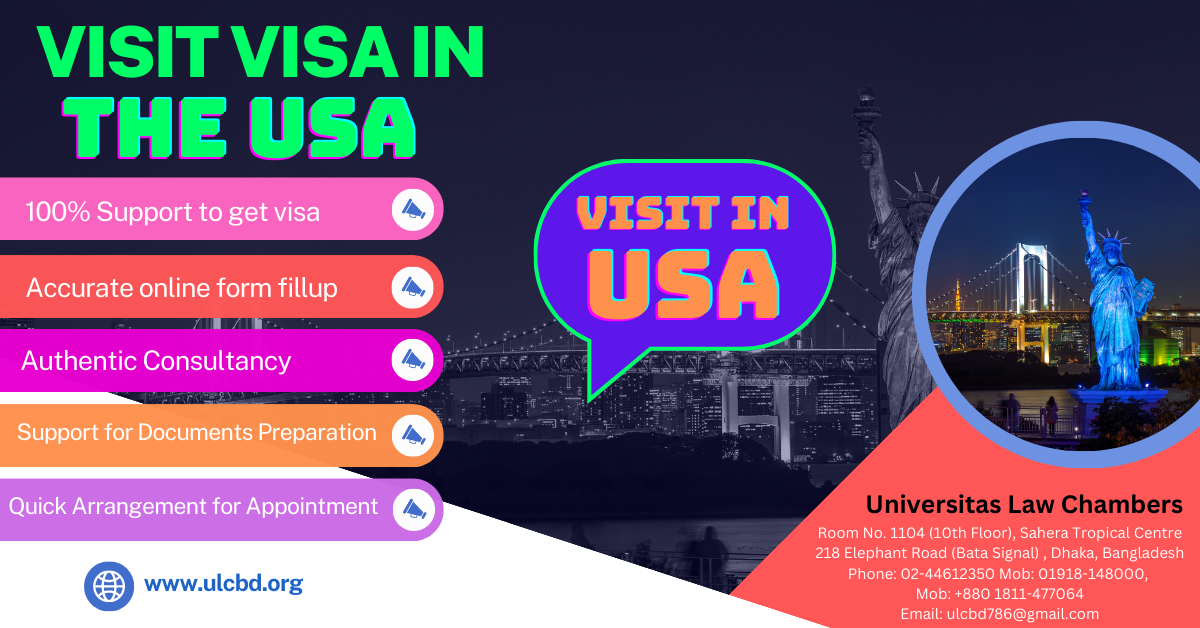 VISIT VISA IN
THE USA
100% Support to get visa
Accurate online form fillup
Authentic Consultancy
Support for Documents Preparation
Quick Arrangement for Appointment
www.ulcbd.org
VISIT IN
USA
Universitas Law Chambers
Room No. 1104 (10th Floor), Sahera Tropical Centre
218 Elephant Road (Bata Signal) , Dhaka, Bangladesh
Phone: 02-44612350 Mob: 01918-148000,
Mob: +880 1811-477064
Email: ulcbd786@gmail.com